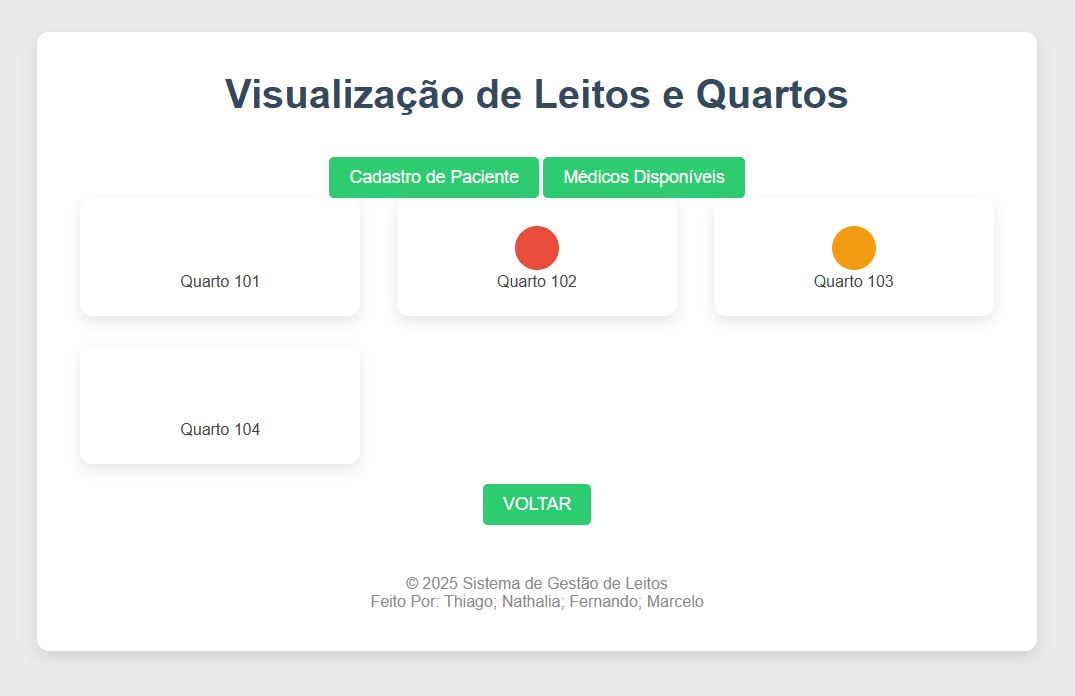 Visualização de Leitos e Quartos
Cadastro de Paciente Médicos Disponíveis
Quarto 101 Quarto 102 Quarto 103
Quarto 104
VOLTAR
© 2025 Sistema de Gestão de Leitos
Feito Por: Thiago; Nathalia; Fernando; Marcelo